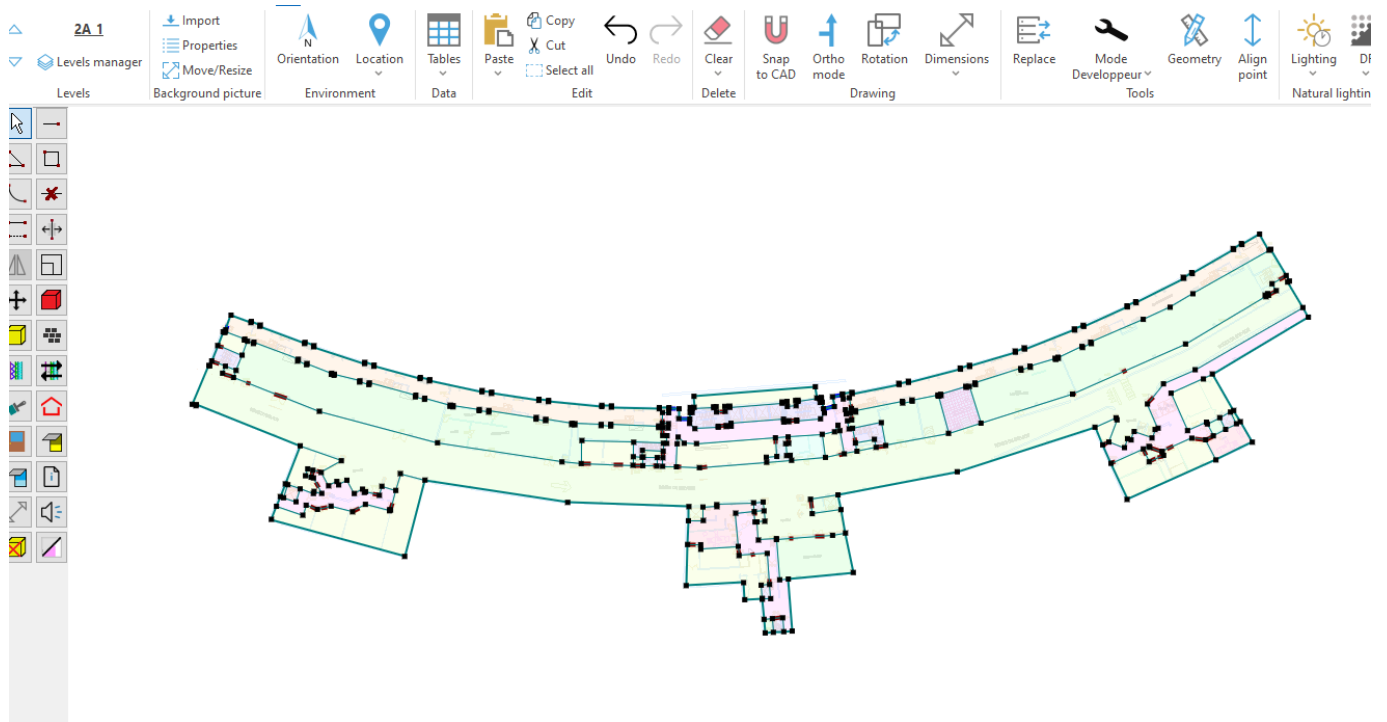 2A 1
Levels manager
Levels
Import
Properties
Move/Resize
Background picture
N
Orientation
Location
Environment
Tables
Data
Paste
Copy
Cut
Select all
Undo
Redo
Edit
Clear
Delete
Snap
to CAD
Ortho
mode
Rotation
Dimensions
Drawing
Replace
Mode
Developpeur
Geometry
Align
point
Tools
Lighting
Natural